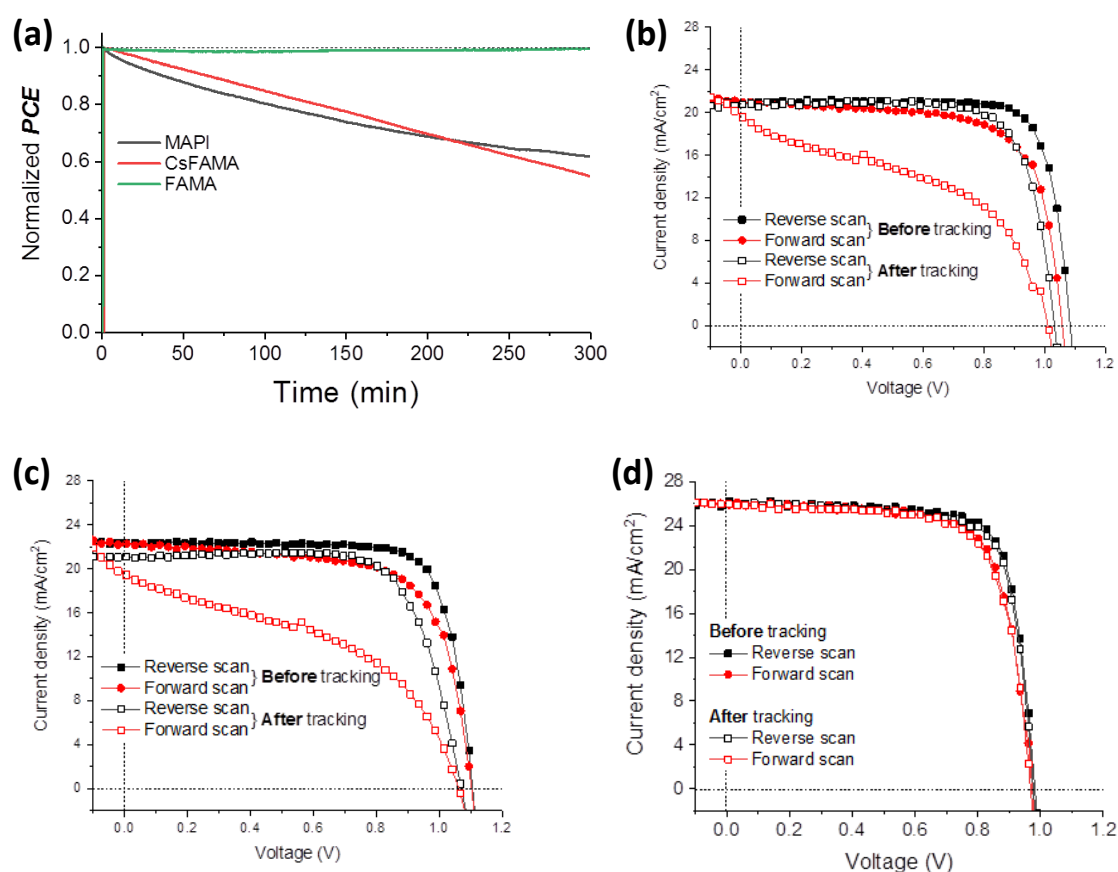 (a)
1.0
0.8
0.6
0.4
0.2
0.0
Normalized PCE
MAPI
CsFAMA
FAMA
0 50 100 150 200 250 300
Time (min)
(b)
28
24
20
16
12
8
4
0
Current density (mA/cm²)
Reverse scan
Forward scan } Before tracking
Reverse scan
Forward scan } After tracking
0.0 0.2 0.4 0.6 0.8 1.0 1.2
Voltage (V)
(c)
28
24
20
16
12
8
4
0
Current density (mA/cm²)
Reverse scan
Forward scan } Before tracking
Reverse scan
Forward scan } After tracking
0.0 0.2 0.4 0.6 0.8 1.0 1.2
Voltage (V)
(d)
28
24
20
16
12
8
4
0
Current density (mA/cm²)
Before tracking
Reverse scan
Forward scan
After tracking
Reverse scan
Forward scan
0.0 0.2 0.4 0.6 0.8 1.0 1.2
Voltage (V)